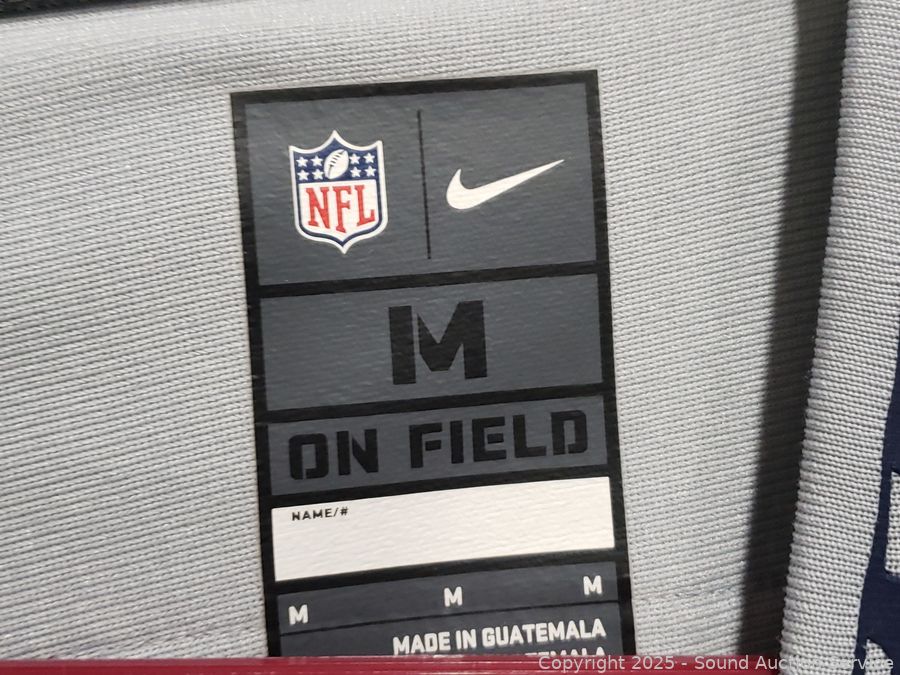 NFL
M
ON FIELD
NAME/#
M M M
MADE IN GUATEMALA
Copyright 2025 - Sound Auction Service